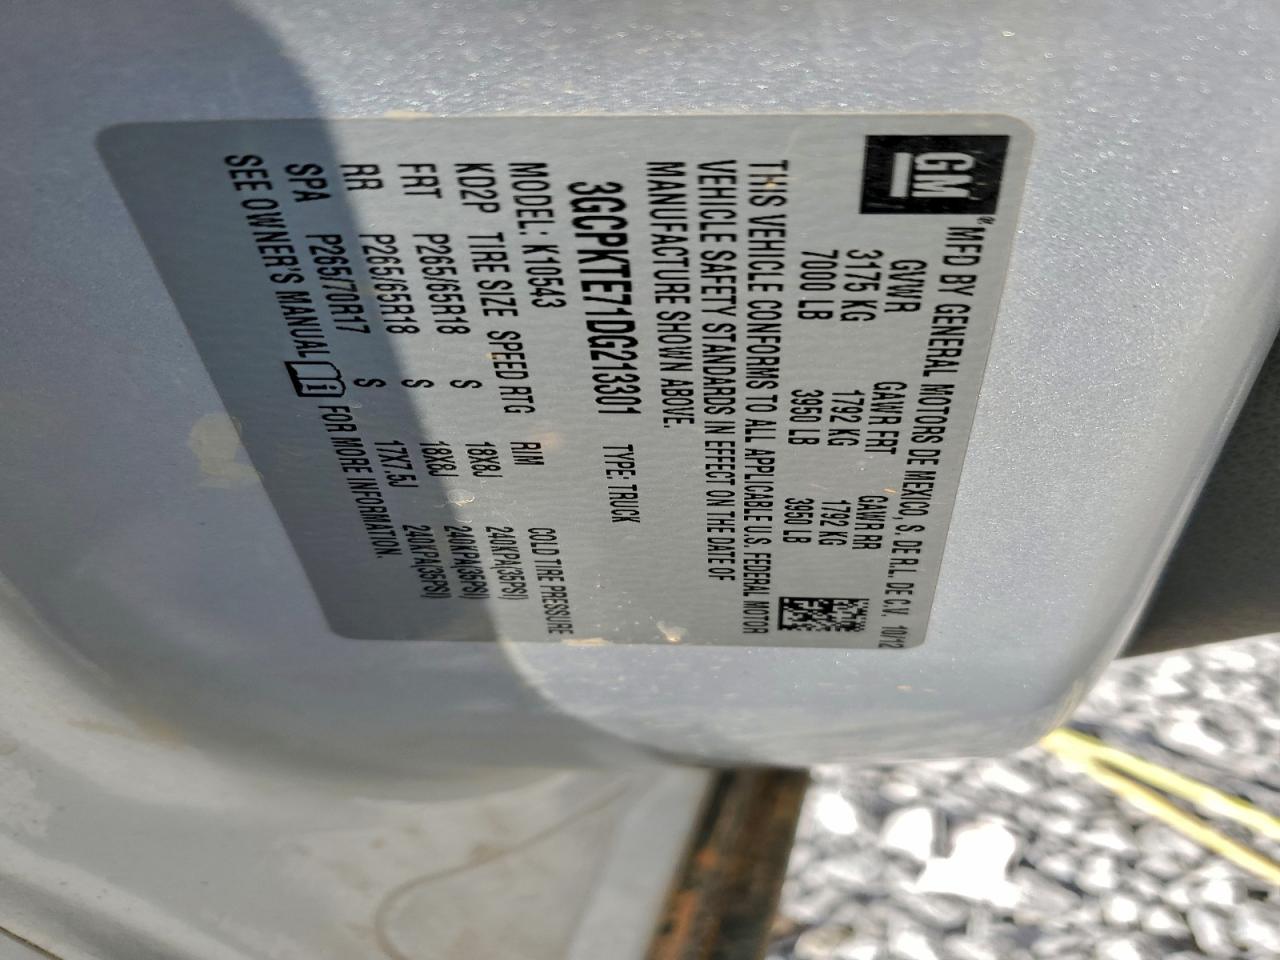 GM
® MFD BY GENERAL MOTORS DE MEXICO, S. DE R.L. DE C.V. 10/12
GVWR GAWR FRT GAWR RR
3175 KG 1792 KG 1792 KG
7000 LB 3950 LB 3950 LB
THIS VEHICLE CONFORMS TO ALL APPLICABLE U.S. FEDERAL MOTOR
VEHICLE SAFETY STANDARDS IN EFFECT ON THE DATE OF
MANUFACTURE SHOWN ABOVE.
3GCPKTE71DG213301 TYPE: TRUCK
MODEL: K10543
KD2P TIRE SIZE SPEED RTG RIM COLD TIRE PRESSURE
FRT P265/65R18 S 18X8J 240KPA(35PSI)
RR P265/65R18 S 18X8J 240KPA(35PSI)
SPA P265/70R17 S 17X7.5J 240KPA(35PSI)
SEE OWNER'S MANUAL i FOR MORE INFORMATION.